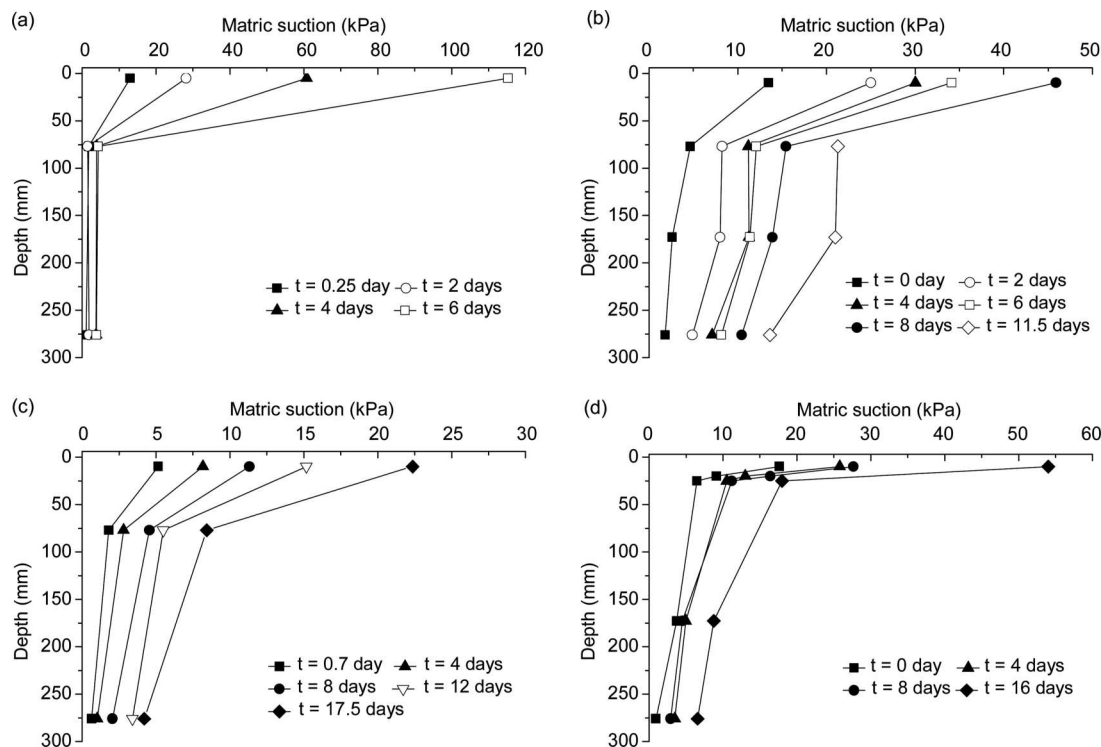 (a)
Matric suction (kPa)
0 20 40 60 80 100 120
0
50
100
150
200
250
300
Depth (mm)
t = 0.25 day t = 2 days
t = 4 days t = 6 days
(b)
Matric suction (kPa)
0 10 20 30 40 50
0
50
100
150
200
250
300
Depth (mm)
t = 0 day t = 2 days
t = 4 days t = 6 days
t = 8 days t = 11.5 days
(c)
Matric suction (kPa)
0 5 10 15 20 25 30
0
50
100
150
200
250
300
Depth (mm)
t = 0.7 day t = 4 days
t = 8 days t = 12 days
t = 17.5 days
(d)
Matric suction (kPa)
0 10 20 30 40 50 60
0
50
100
150
200
250
300
Depth (mm)
t = 0 day t = 4 days
t = 8 days t = 16 days